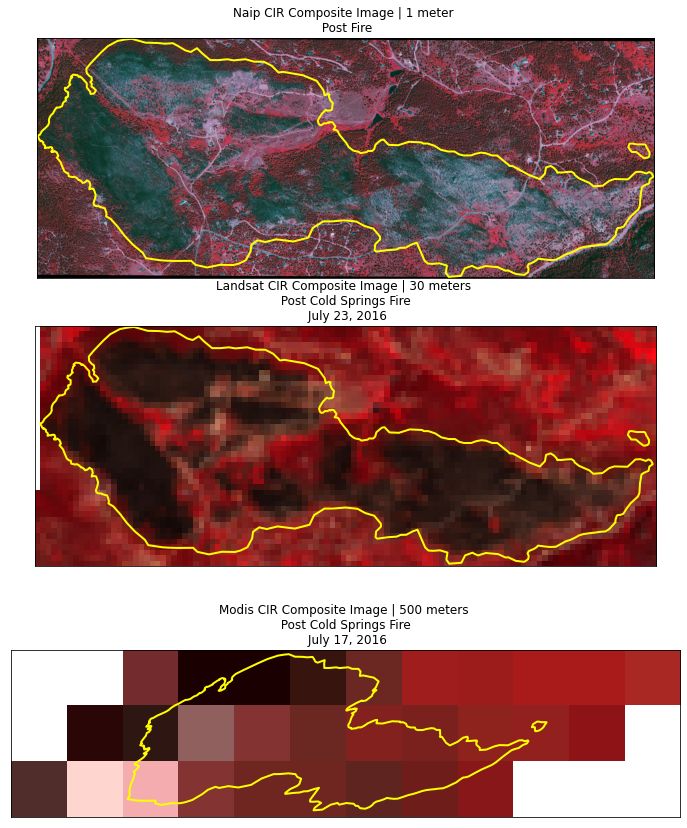 Naip CIR Composite Image | 1 meter
Post Fire
Landsat CIR Composite Image | 30 meters
Post Cold Springs Fire
July 23, 2016
Modis CIR Composite Image | 500 meters
Post Cold Springs Fire
July 17, 2016